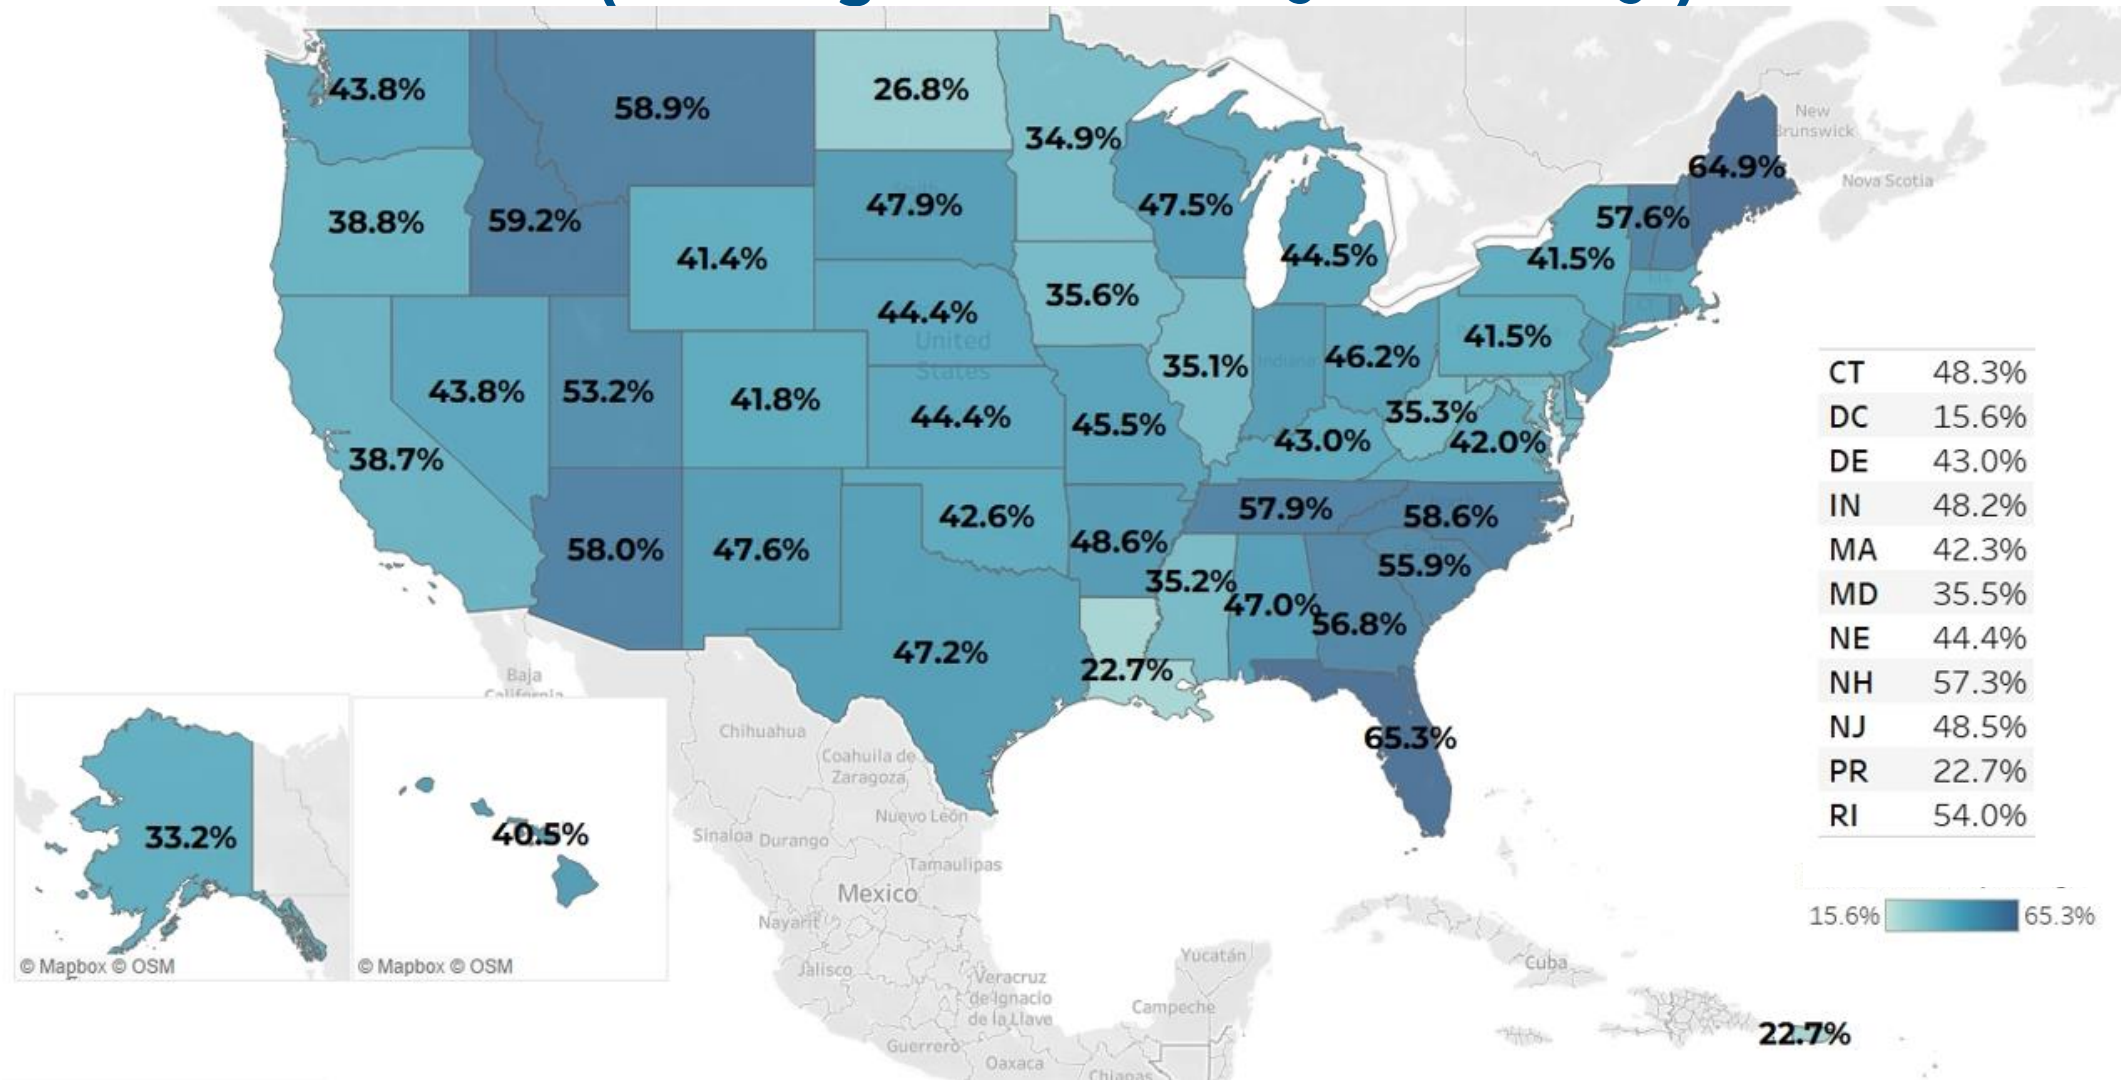 43.8%
58.9%
26.8%
34.9%
New
Brunswick
64.9%
Nova Scotia
38.8%
59.2%
47.9%
47.5%
57.6%
41.4%
44.5%
41.5%
35.6%
44.4%
United
States
41.5%
35.1%
Indiana
46.2%
43.8%
53.2%
41.8%
44.4%
45.5%
35.3%
43.0%
42.0%
38.7%
42.6%
57.9%
58.6%
58.0%
47.6%
48.6%
55.9%
35.2%
47.0%
56.8%
47.2%
22.7%
65.3%
CT 48.3%
DC 15.6%
DE 43.0%
IN 48.2%
MA 42.3%
MD 35.5%
NE 44.4%
NH 57.3%
NJ 48.5%
PR 22.7%
RI 54.0%
15.6% 65.3%
Baja
California
Chihuahua
Coahuila de
Zaragoza
Nuevo León
Sinaloa
Durango
Tamaulipas
Mexico
Nayarit
Jalisco
Veracruz
de Ignacio
de la Llave
Guerrero
Oaxaca
Chiapas
Yucatán
Campeche
Cuba
22.7%
33.2%
© Mapbox © OSM
40.5%
© Mapbox © OSM